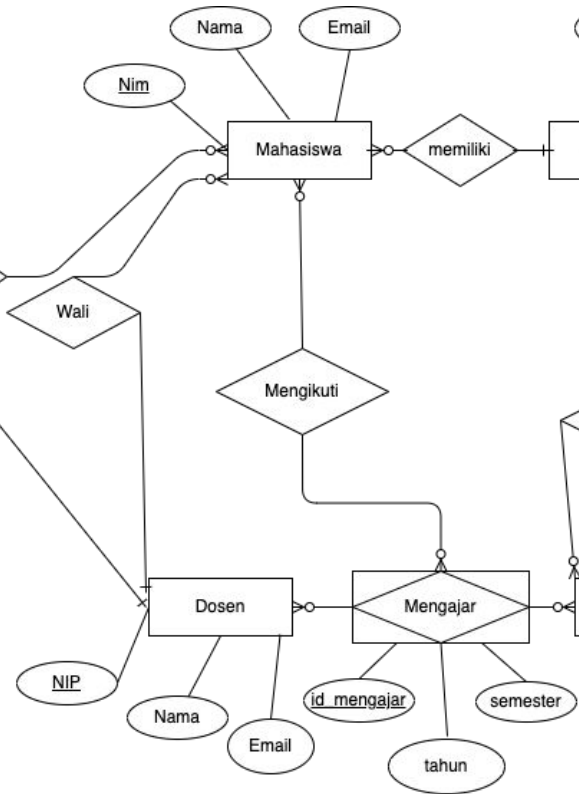 Nama
Email
Nim
Mahasiswa
memiliki
Wali
Mengikuti
Dosen
Mengajar
NIP
Nama
Email
id_mengajar
semester
tahun